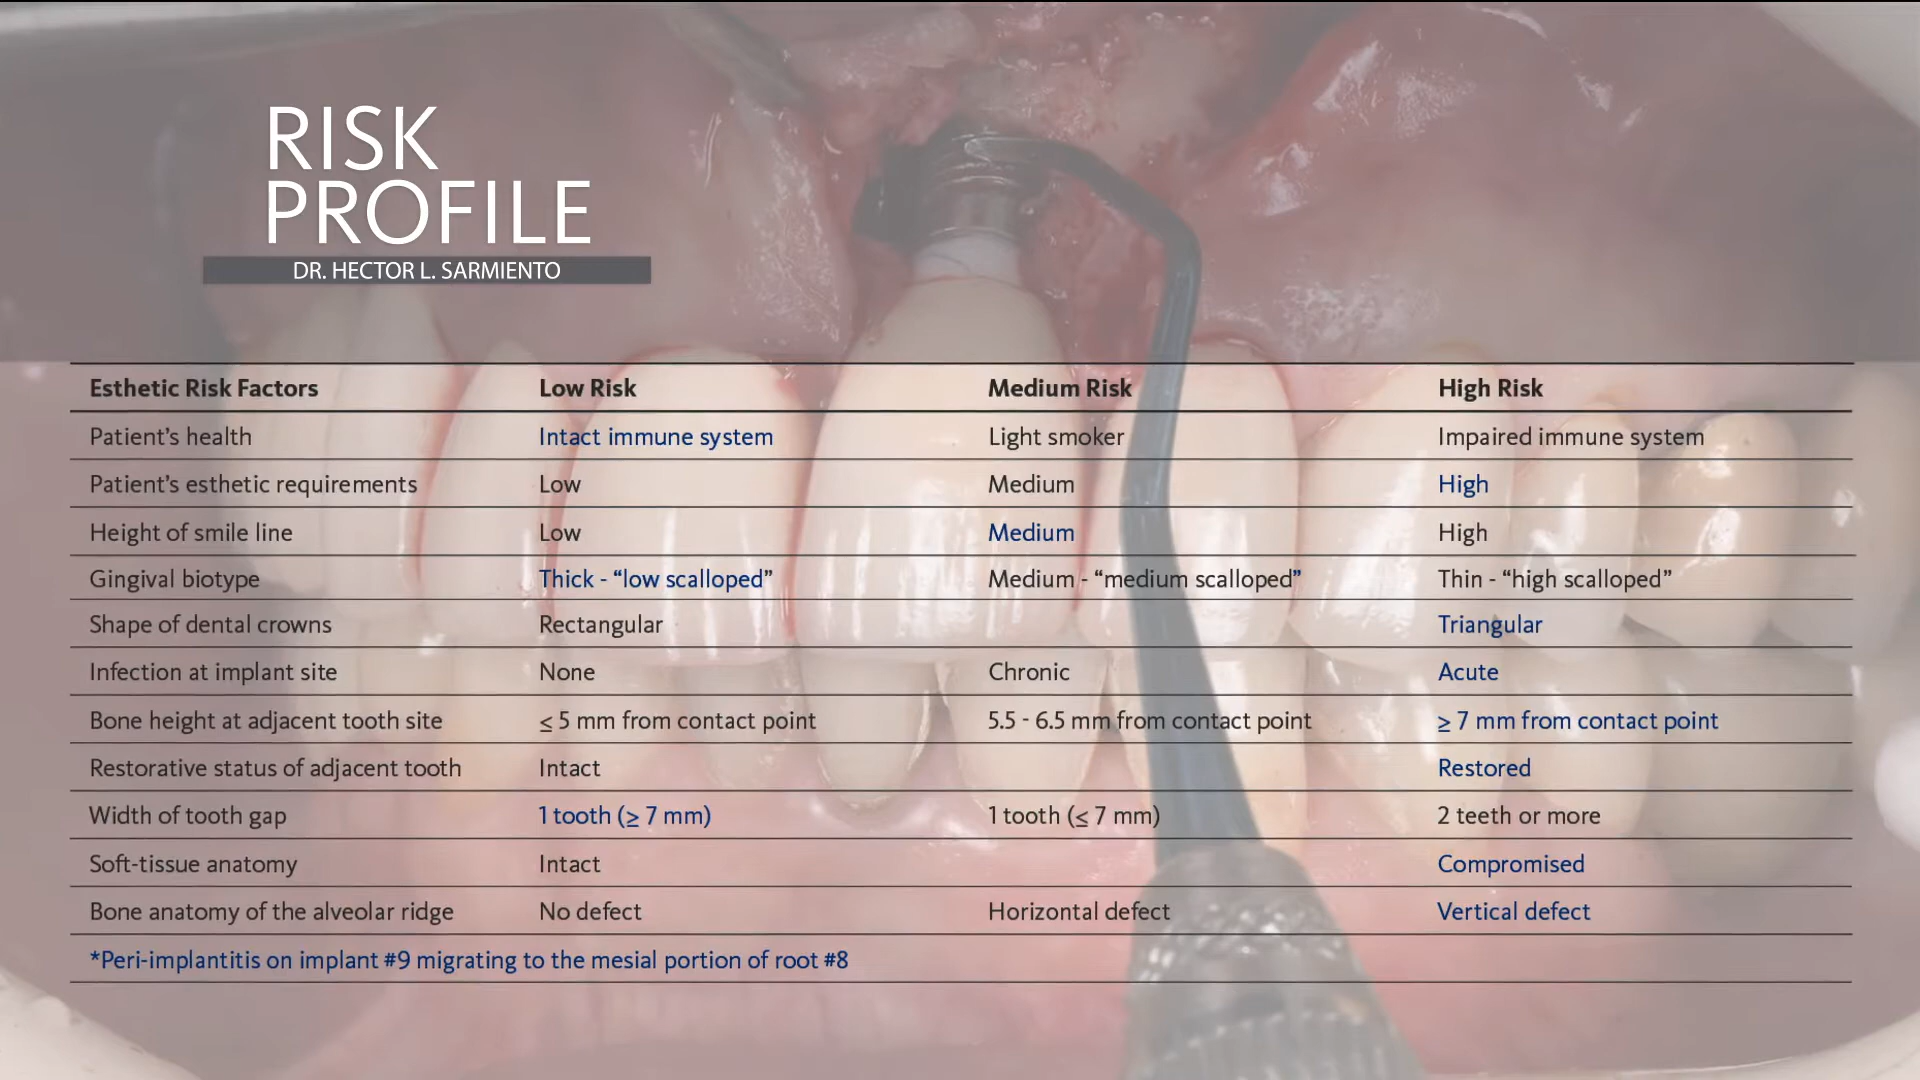 RISK
PROFILE
DR. HECTOR L. SARMIENTO
Esthetic Risk Factors Low Risk Medium Risk High Risk
Patient’s health Intact immune system Light smoker Impaired immune system
Patient’s esthetic requirements Low Medium High
Height of smile line Low Medium High
Gingival biotype Thick - “low scalloped” Medium - “medium scalloped” Thin - “high scalloped”
Shape of dental crowns Rectangular Triangular
Infection at implant site None Chronic Acute
Bone height at adjacent tooth site ≤ 5 mm from contact point 5.5 - 6.5 mm from contact point ≥ 7 mm from contact point
Restorative status of adjacent tooth Intact Restored
Width of tooth gap 1 tooth (≥ 7 mm) 1 tooth (≤ 7 mm) 2 teeth or more
Soft-tissue anatomy Intact Compromised
Bone anatomy of the alveolar ridge No defect Horizontal defect Vertical defect
*Peri-implantitis on implant #9 migrating to the mesial portion of root #8